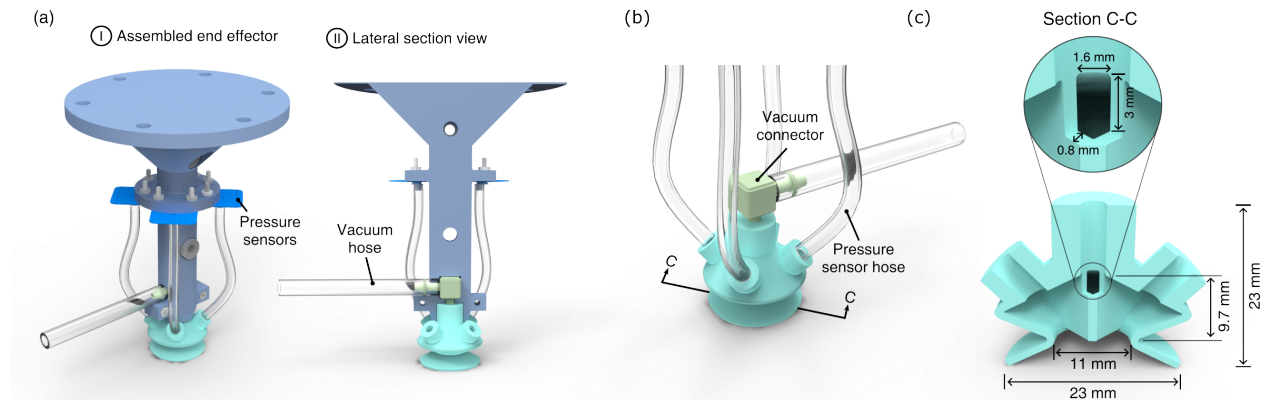 (a)
I Assembled end effector
II Lateral section view
Pressure
sensors
Vacuum
hose
(b)
Vacuum
connector
Pressure
sensor hose
C
C
(c)
Section C-C
1.6 mm
3 mm
0.8 mm
9.7 mm
23 mm
11 mm
23 mm